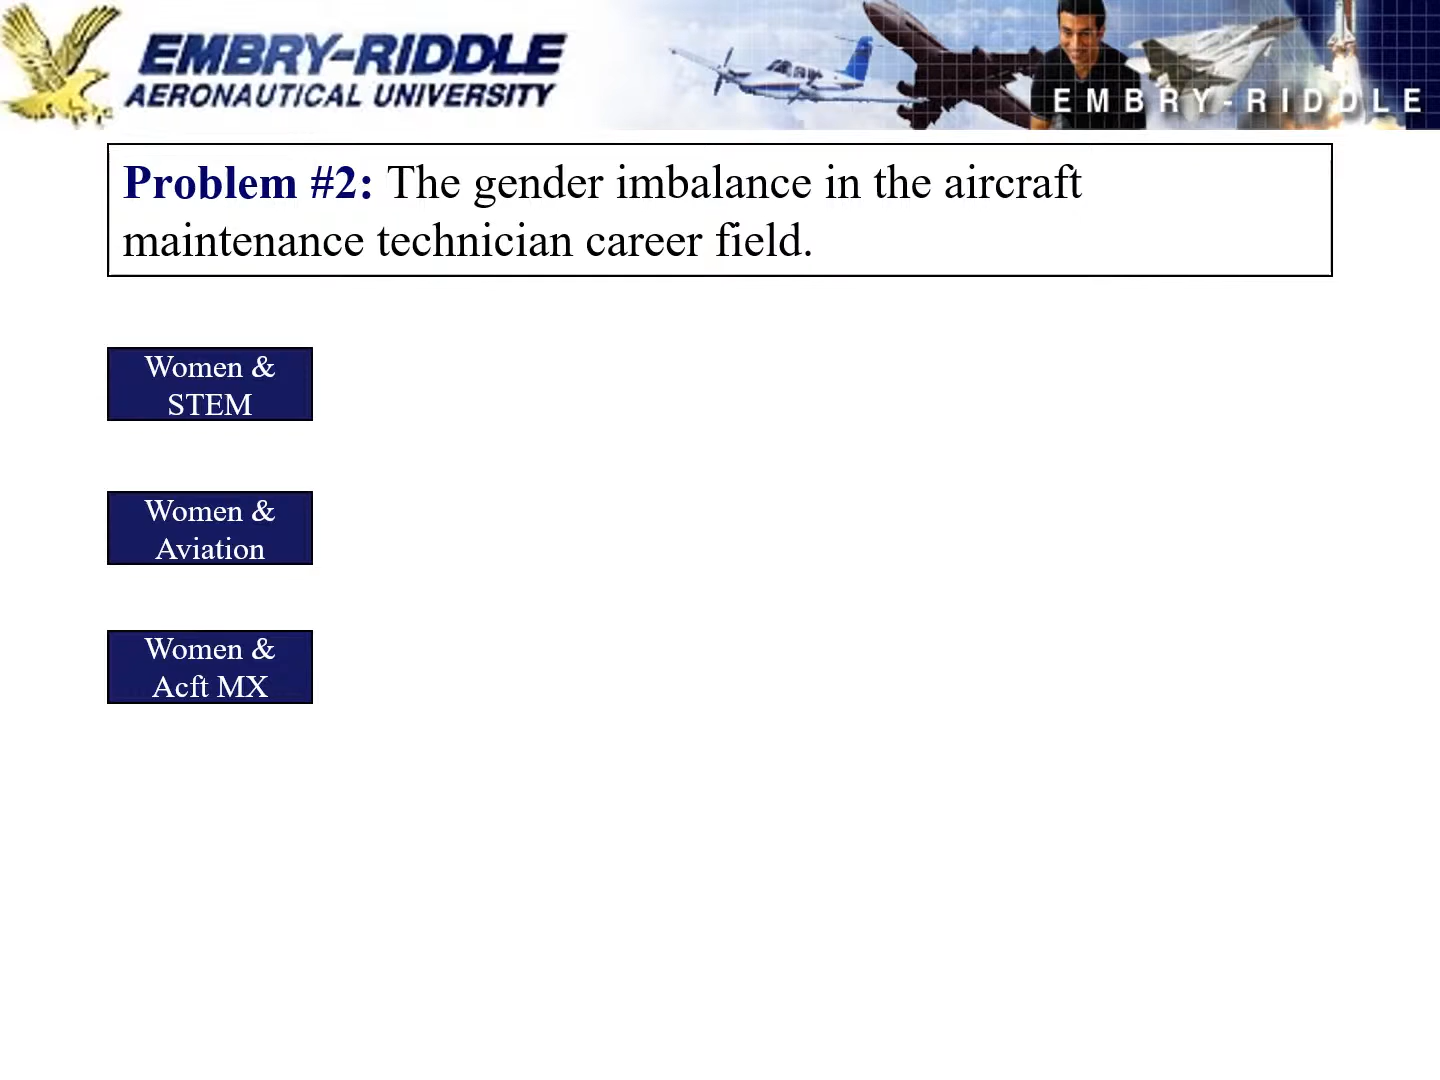 EMBRY-RIDDLE
AERONAUTICAL UNIVERSITY
EMBRY-RIDDLE
Problem #2: The gender imbalance in the aircraft
maintenance technician career field.
Women &
STEM
Women &
Aviation
Women &
Acft MX